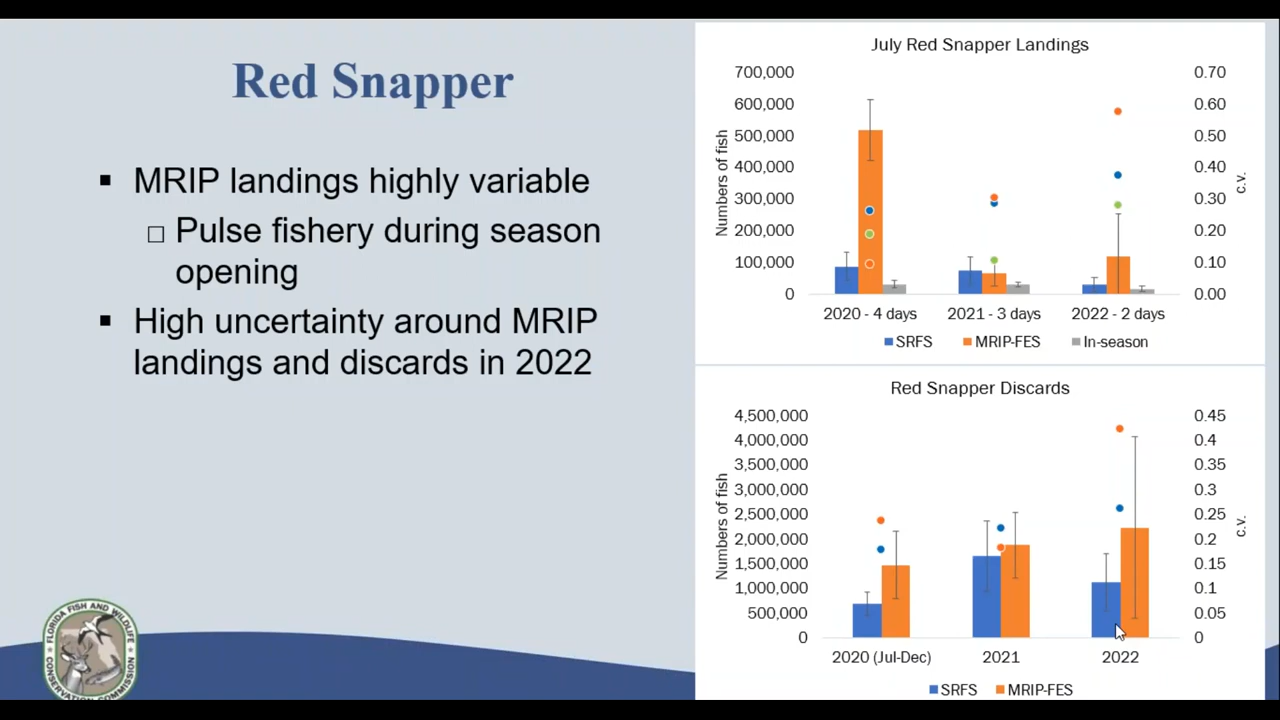 Red Snapper
MRIP landings highly variable
Pulse fishery during season
opening
High uncertainty around MRIP
landings and discards in 2022
FLORIDA FISH AND WILDLIFE
CONSERVATION COMMISSION
July Red Snapper Landings
Numbers of fish
700,000
600,000
500,000
400,000
300,000
200,000
100,000
0
0.70
0.60
0.50
0.40
0.30
0.20
0.10
0.00
c.v.
2020 - 4 days 2021 - 3 days 2022 - 2 days
SRFS MRIP-FES In-season
Red Snapper Discards
Numbers of fish
4,500,000
4,000,000
3,500,000
3,000,000
2,500,000
2,000,000
1,500,000
1,000,000
500,000
0
0.45
0.4
0.35
0.3
0.25
0.2
0.15
0.1
0.05
0
c.v.
2020 (Jul-Dec) 2021 2022
SRFS MRIP-FES